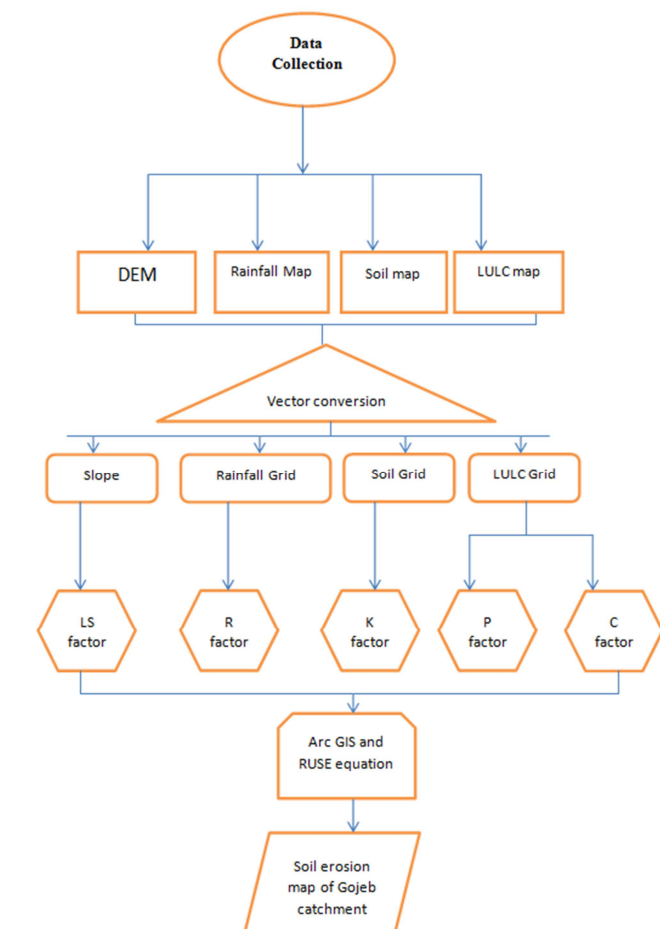 Data
Collection
DEM
Rainfall Map
Soil map
LULC map
Vector conversion
Slope
Rainfall Grid
Soil Grid
LULC Grid
LS
factor
R
factor
K
factor
P
factor
C
factor
Arc GIS and
RUSE equation
Soil erosion
map of Gojeb
catchment